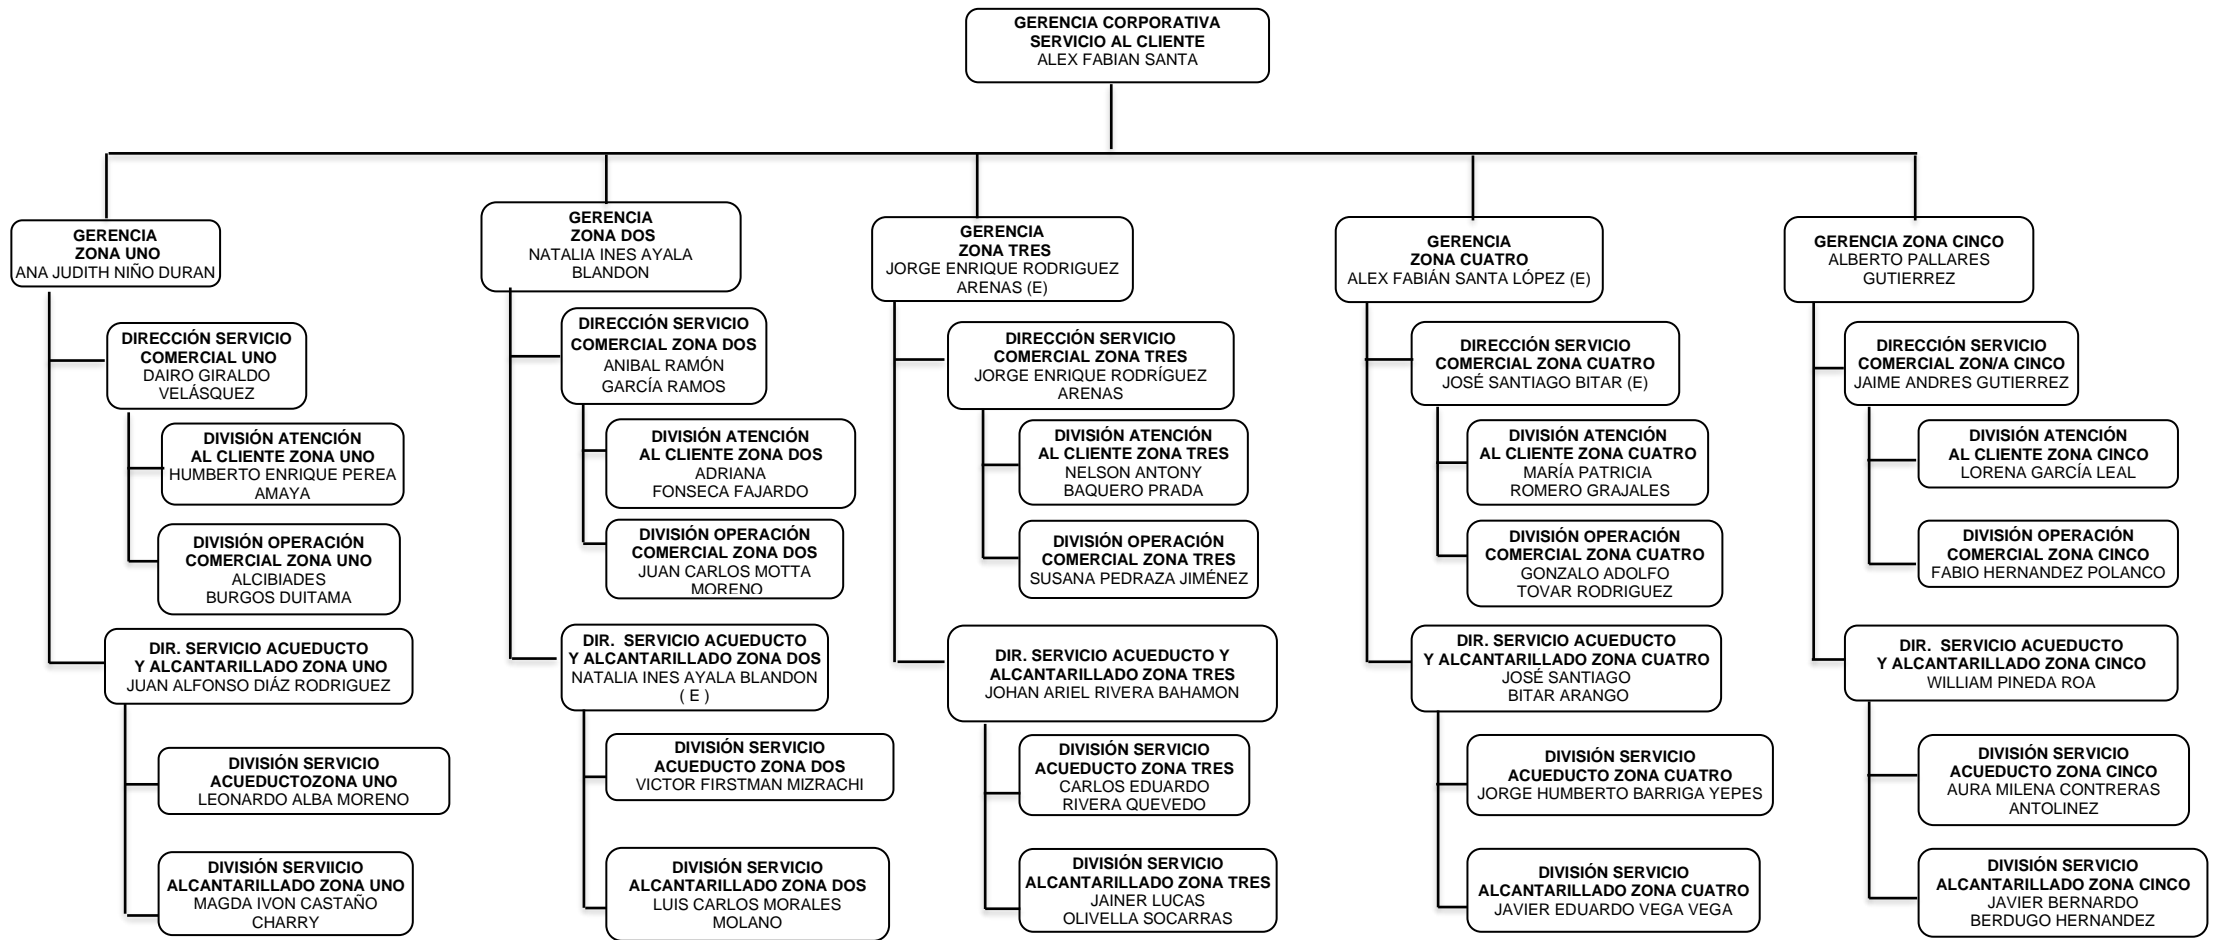 GERENCIA CORPORATIVA
SERVICIO AL CLIENTE
ALEX FABIAN SANTA
GERENCIA
ZONA UNO
ANA JUDITH NIÑO DURAN
DIRECCIÓN SERVICIO
COMERCIAL UNO
DAIRO GIRALDO
VELÁSQUEZ
DIVISIÓN ATENCIÓN
AL CLIENTE ZONA UNO
HUMBERTO ENRIQUE PEREA
AMAYA
DIVISIÓN OPERACIÓN
COMERCIAL ZONA UNO
ALCIBIADES
BURGOS DUITAMA
DIR. SERVICIO ACUEDUCTO
Y ALCANTARILLADO ZONA UNO
JUAN ALFONSO DIÁZ RODRIGUEZ
DIVISIÓN SERVICIO
ACUEDUCTOZONA UNO
LEONARDO ALBA MORENO
DIVISIÓN SERVIICIO
ALCANTARILLADO ZONA UNO
MAGDA IVON CASTAÑO
CHARRY
GERENCIA
ZONA DOS
NATALIA INES AYALA
BLANDON
DIRECCIÓN SERVICIO
COMERCIAL ZONA DOS
ANIBAL RAMÓN
GARCÍA RAMOS
DIVISIÓN ATENCIÓN
AL CLIENTE ZONA DOS
ADRIANA
FONSECA FAJARDO
DIVISIÓN OPERACIÓN
COMERCIAL ZONA DOS
JUAN CARLOS MOTTA
MORENO
DIR. SERVICIO ACUEDUCTO
Y ALCANTARILLADO ZONA DOS
NATALIA INES AYALA BLANDON
( E )
DIVISIÓN SERVICIO
ACUEDUCTO ZONA DOS
VICTOR FIRSTMAN MIZRACHI
DIVISIÓN SERVICIO
ALCANTARILLADO ZONA DOS
LUIS CARLOS MORALES
MOLANO
GERENCIA
ZONA TRES
JORGE ENRIQUE RODRIGUEZ
ARENAS (E)
DIRECCIÓN SERVICIO
COMERCIAL ZONA TRES
JORGE ENRIQUE RODRÍGUEZ
ARENAS
DIVISIÓN ATENCIÓN
AL CLIENTE ZONA TRES
NELSON ANTONY
BAQUERO PRADA
DIVISIÓN OPERACIÓN
COMERCIAL ZONA TRES
SUSANA PEDRAZA JIMÉNEZ
DIR. SERVICIO ACUEDUCTO Y
ALCANTARILLADO ZONA TRES
JOHAN ARIEL RIVERA BAHAMON
DIVISIÓN SERVICIO
ACUEDUCTO ZONA TRES
CARLOS EDUARDO
RIVERA QUEVEDO
DIVISIÓN SERVICIO
ALCANTARILLADO ZONA TRES
JAINER LUCAS
OLIVELLA SOCARRAS
GERENCIA
ZONA CUATRO
ALEX FABIÁN SANTA LÓPEZ (E)
DIRECCIÓN SERVICIO
COMERCIAL ZONA CUATRO
JOSÉ SANTIAGO BITAR (E)
DIVISIÓN ATENCIÓN
AL CLIENTE ZONA CUATRO
MARÍA PATRICIA
ROMERO GRAJALES
DIVISIÓN OPERACIÓN
COMERCIAL ZONA CUATRO
GONZALO ADOLFO
TOVAR RODRIGUEZ
DIR. SERVICIO ACUEDUCTO
Y ALCANTARILLADO ZONA CUATRO
JOSÉ SANTIAGO
BITAR ARANGO
DIVISIÓN SERVICIO
ACUEDUCTO ZONA CUATRO
JORGE HUMBERTO BARRIGA YEPES
DIVISIÓN SERVICIO
ALCANTARILLADO ZONA CUATRO
JAVIER EDUARDO VEGA VEGA
GERENCIA ZONA CINCO
ALBERTO PALLARES
GUTIERREZ
DIRECCIÓN SERVICIO
COMERCIAL ZON/A CINCO
JAIME ANDRES GUTIERREZ
DIVISIÓN ATENCIÓN
AL CLIENTE ZONA CINCO
LORENA GARCÍA LEAL
DIVISIÓN OPERACIÓN
COMERCIAL ZONA CINCO
FABIO HERNANDEZ POLANCO
DIR. SERVICIO ACUEDUCTO
Y ALCANTARILLADO ZONA CINCO
WILLIAM PINEDA ROA
DIVISIÓN SERVICIO
ACUEDUCTO ZONA CINCO
AURA MILENA CONTRERAS
ANTOLINEZ
DIVISIÓN SERVICIO
ALCANTARILLADO ZONA CINCO
JAVIER BERNARDO
BERDUGO HERNANDEZ